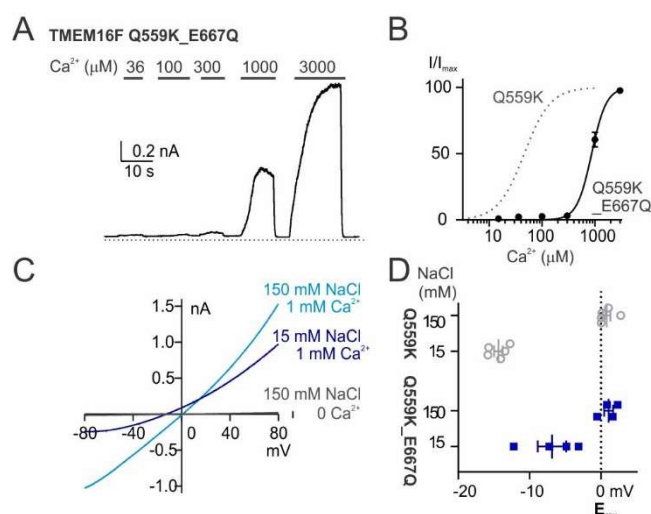 A
TMEM16F Q559K_E667Q
Ca²⁺ (μM) 36 100 300 1000 3000
0.2 nA
10 s
B
I/Imax
100
50
0
Q559K
Q559K
_E667Q
10 100 1000
Ca²⁺ (μM)
C
nA
1.5
1.0
0.5
-0.5
-1.0
-80 -40 0 40 80
mV
150 mM NaCl
1 mM Ca²⁺
15 mM NaCl
1 mM Ca²⁺
150 mM NaCl
0 Ca²⁺
D
NaCl
(mM)
Q559K
150
15
Q559K_E667Q
150
15
-20 -10 0 mV